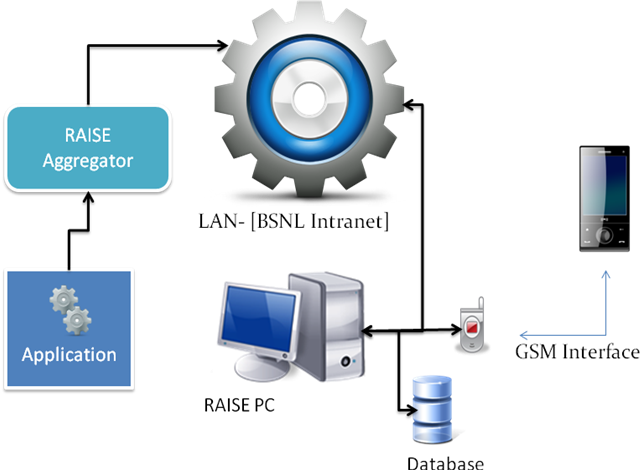 RAISE
Aggregator
LAN- [BSNL Intranet]
Application
GSM Interface
RAISE PC
Database